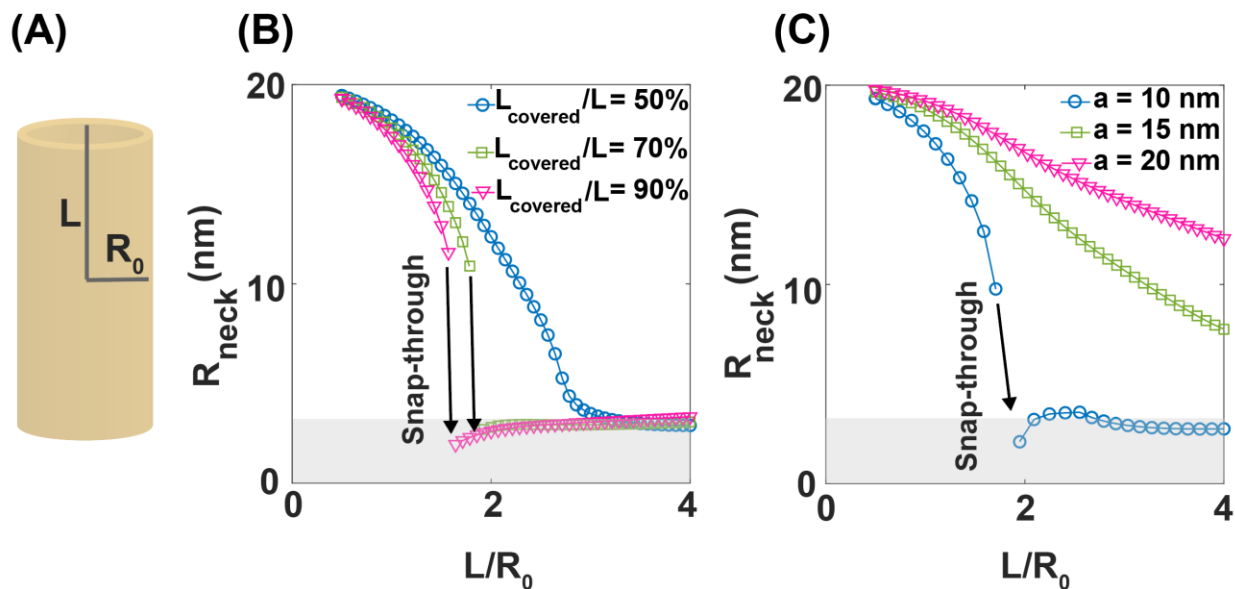 (A)
L
R0
(B)
20
10
0
0
2
4
Rneck(nm)
L/R0
Lcovered/L= 50%
Lcovered/L= 70%
Lcovered/L= 90%
Snap-through
(C)
20
10
0
0
2
4
Rneck(nm)
L/R0
a = 10 nm
a = 15 nm
a = 20 nm
Snap-through